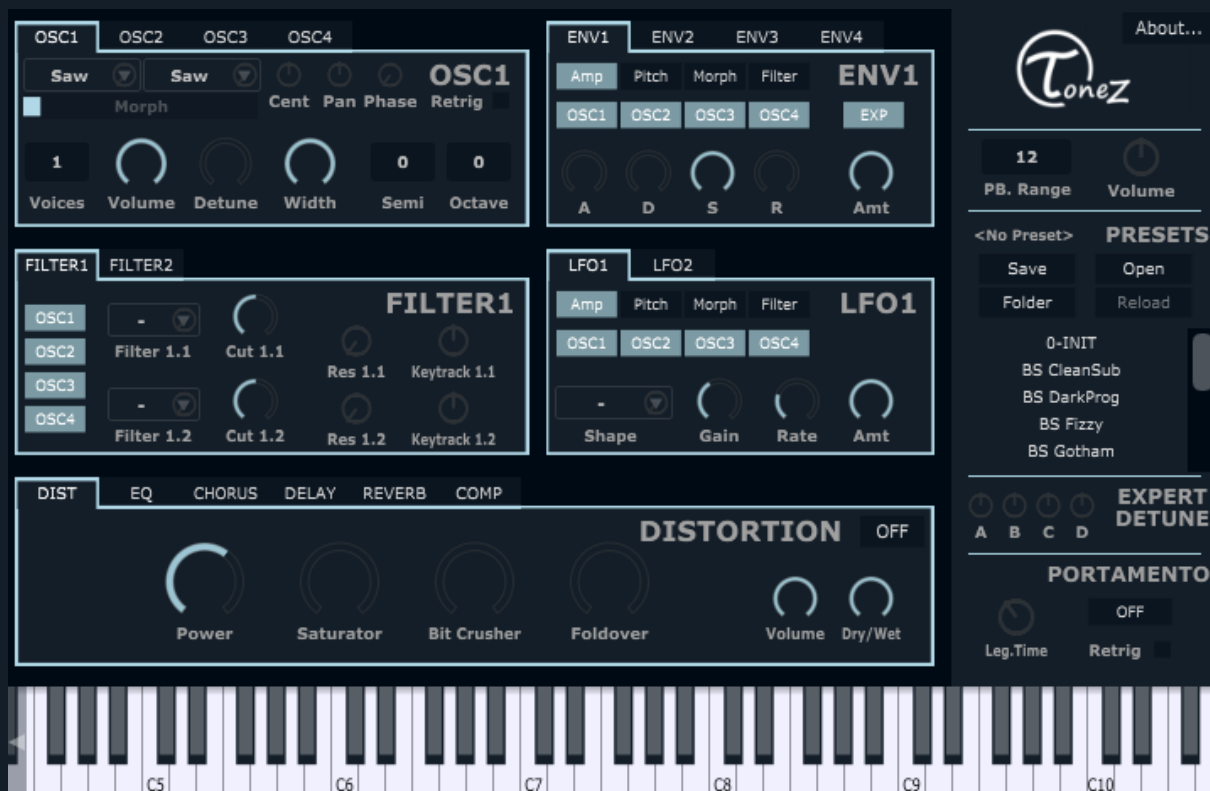 OSC1 OSC2 OSC3 OSC4
Saw Saw OSC1
Morph Cent Pan Phase Retrig
1 0 0
Voices Volume Detune Width Semi Octave
ENV1 ENV2 ENV3 ENV4
Amp Pitch Morph Filter ENV1
OSC1 OSC2 OSC3 OSC4 EXP
A D S R Amt
FILTER1 FILTER2
FILTER1
OSC1
OSC2
OSC3
OSC4
-
Filter 1.1 Cut 1.1 Res 1.1 Keytrack 1.1
-
Filter 1.2 Cut 1.2 Res 1.2 Keytrack 1.2
LFO1 LFO2
Amp Pitch Morph Filter LFO1
OSC1 OSC2 OSC3 OSC4
-
Shape Gain Rate Amt
DIST EQ CHORUS DELAY REVERB COMP
DISTORTION OFF
Power Saturator Bit Crusher Foldover Volume Dry/Wet
About...
ToneZ
12
PB. Range Volume
<No Preset> PRESETS
Save Open
Folder Reload
0-INIT
BS CleanSub
BS DarkProg
BS Fizzy
BS Gotham
EXPERT
DETUNE
A B C D
PORTAMENTO
OFF
Leg.Time Retrig
C5 C6 C7 C8 C9 C10